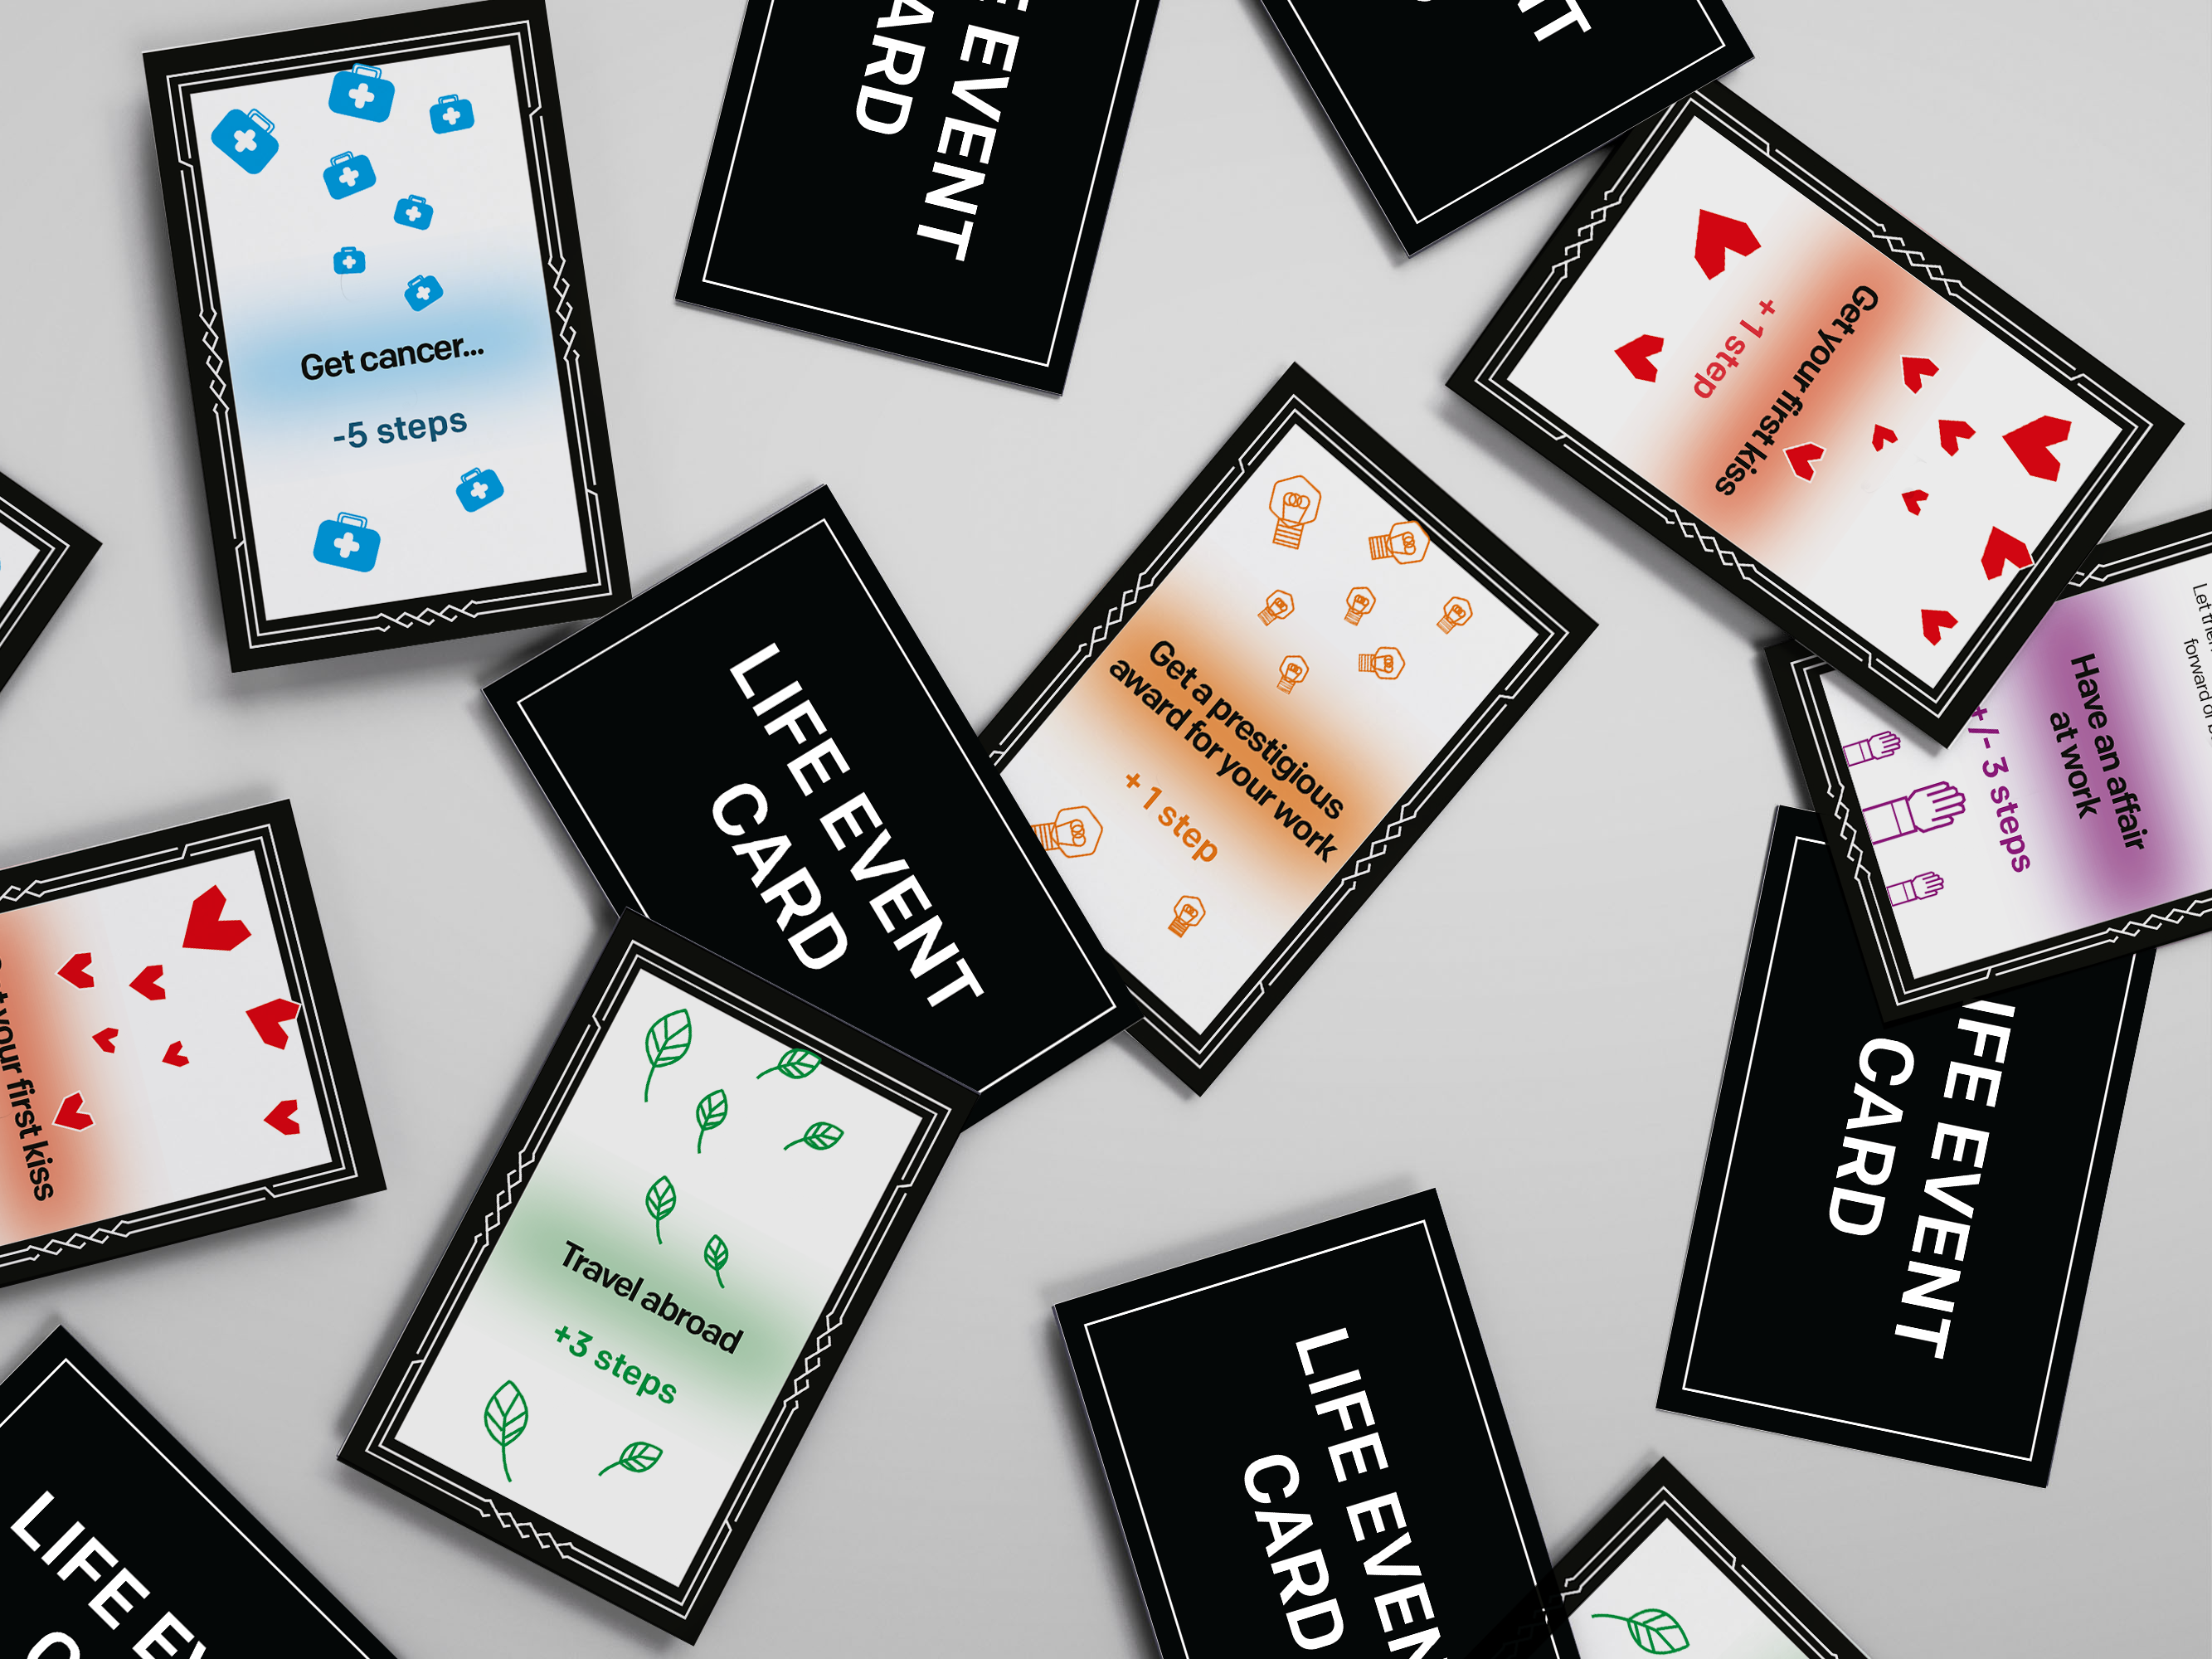 Get cancer...
-5 steps
EVENT
ARD
Get your first kiss
+ 1 step
Have an affair
at work
+/- 3 steps
Let
forward or
LIFE EVENT
CARD
Get a prestigious
award for your work
+ 1 step
your first kiss
Travel abroad
+3 steps
IFE EVENT
CARD
LIFE EVEN
CARD
LIFE EV